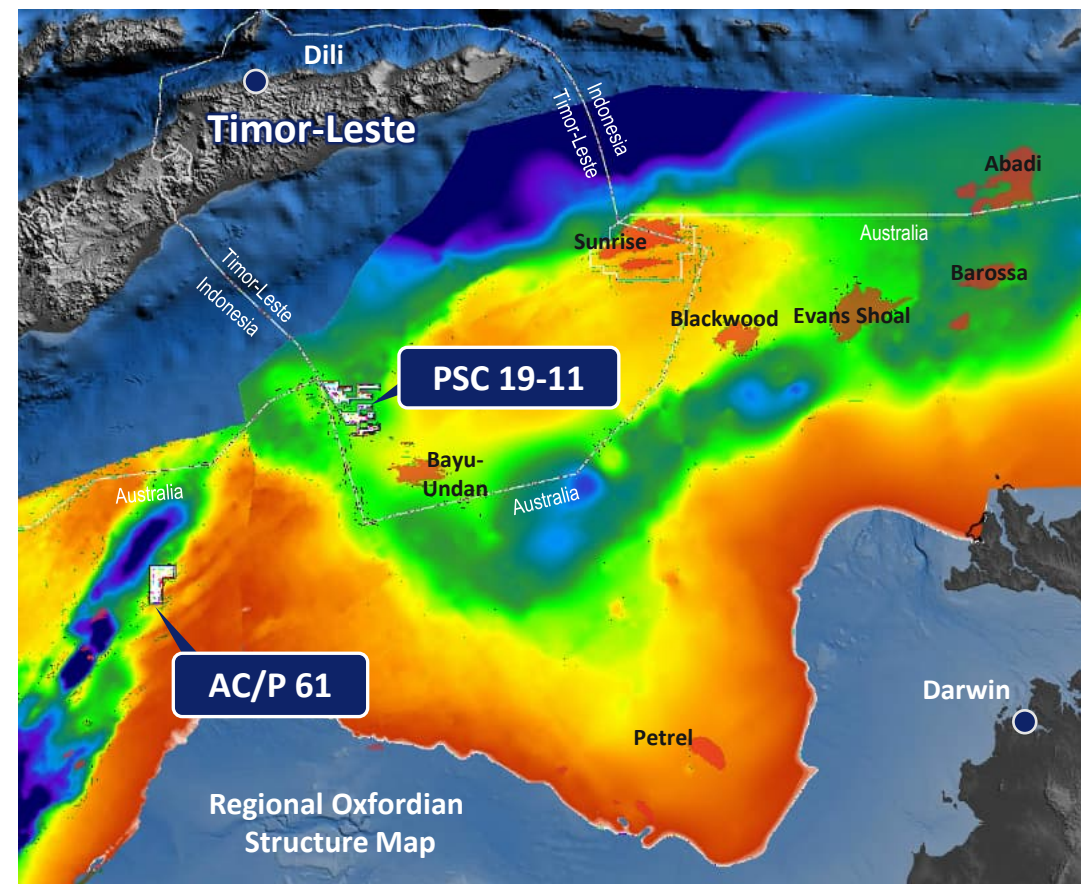 Dili
Timor-Leste
Indonesia
Timor-Leste
Abadi
Sunrise
Australia
Barossa
Timor-Leste
Indonesia
Blackwood
Evans Shoal
PSC 19-11
Bayu-
Undan
Australia
Australia
AC/P 61
Darwin
Petrel
Regional Oxfordian
Structure Map